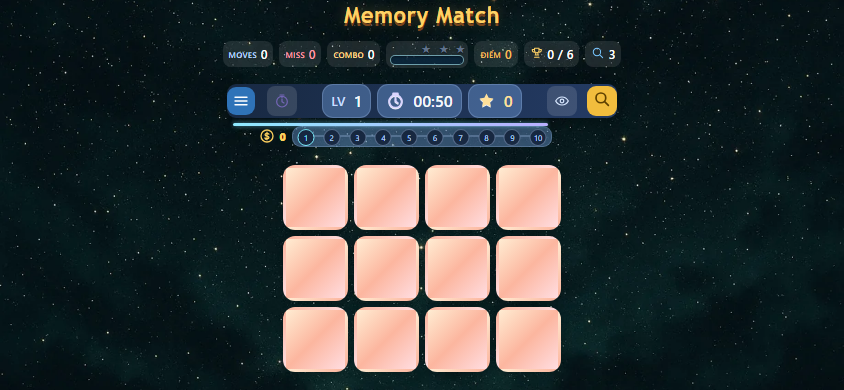 Memory Match
MOVES 0 MISS 0 COMBO 0 ĐIỂM 0 0 / 6 3
LV 1 00:50 0
$ 0 1 2 3 4 5 6 7 8 9 10